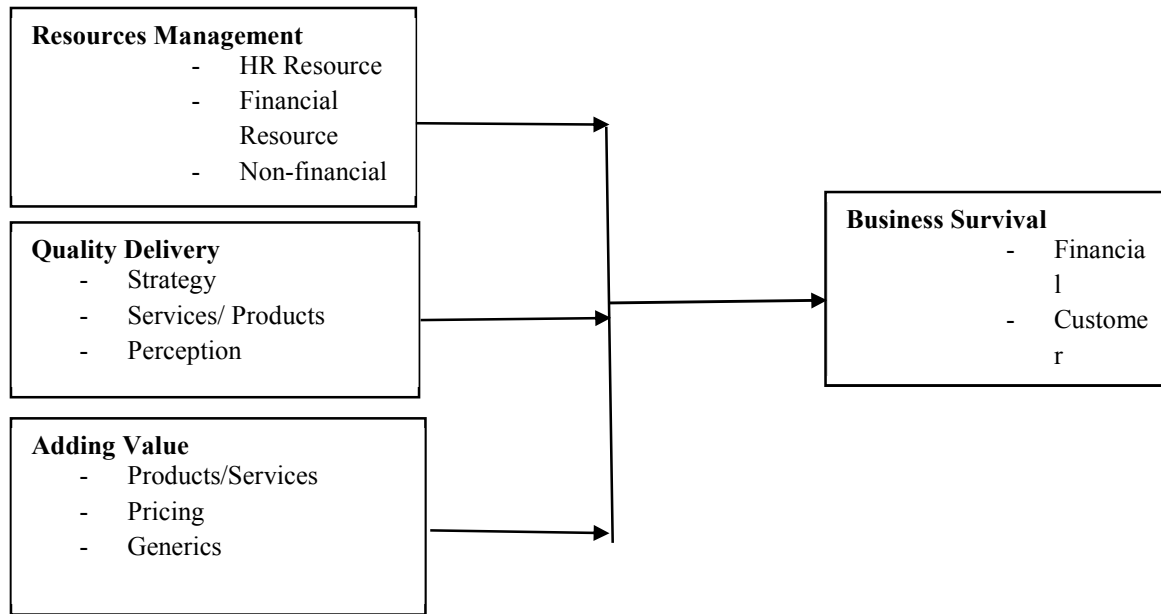 Resources Management
- HR Resource
- Financial
Resource
- Non-financial
Quality Delivery
- Strategy
- Services/ Products
- Perception
Adding Value
- Products/Services
- Pricing
- Generics
Business Survival
- Financia
l
- Custome
r